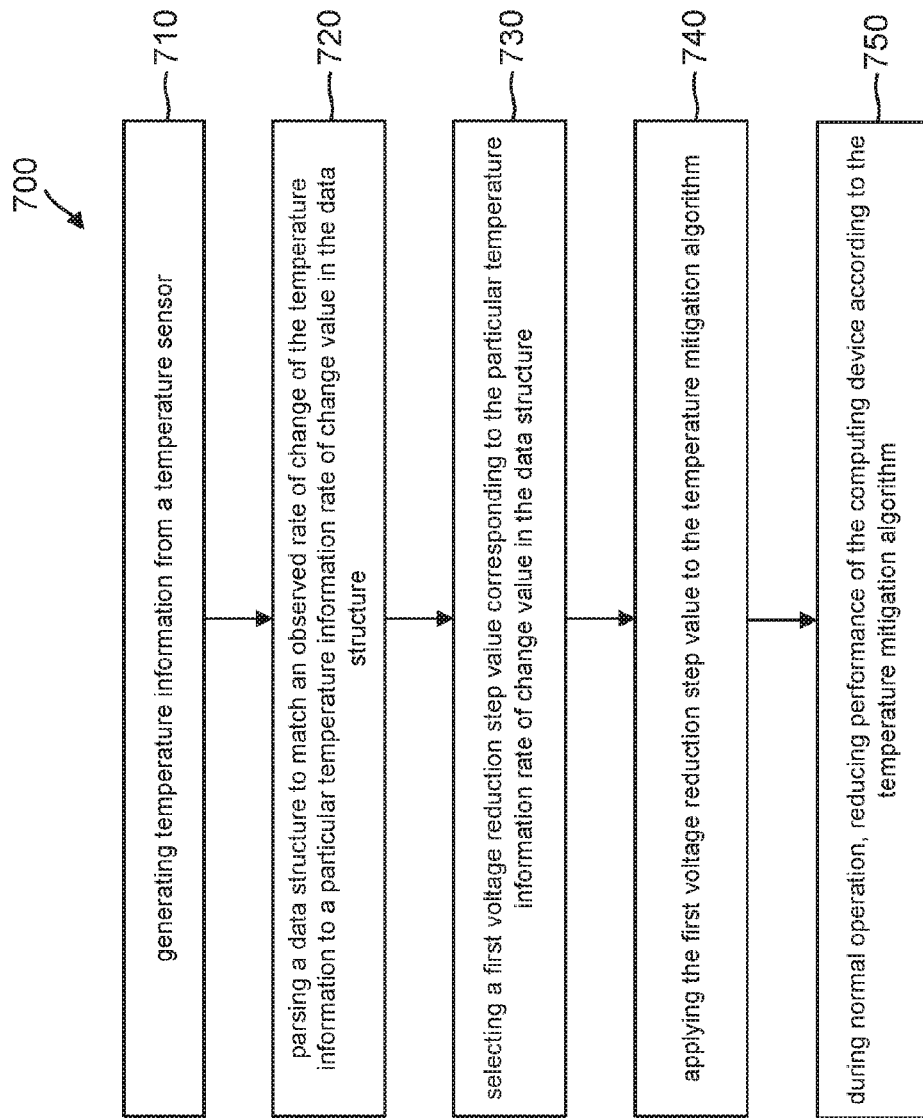 700
generating temperature information from a temperature sensor
710
parsing a data structure to match an observed rate of change of the temperature
information to a particular temperature information rate of change value in the data
structure
720
selecting a first voltage reduction step value corresponding to the particular temperature
information rate of change value in the data structure
730
applying the first voltage reduction step value to the temperature mitigation algorithm
740
during normal operation, reducing performance of the computing device according to the
temperature mitigation algorithm
750